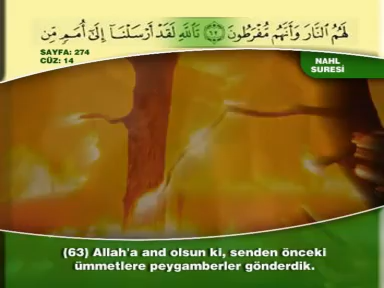 لَهُمُ النَّارَ وَأَنَّهُم مُّفْرَطُونَ ﴿٦٢﴾ تَاللَّهِ لَقَدْ أَرْسَلْنَا إِلَىٰ أُمَمٍ مِّن
SAYFA: 274
CÜZ: 14
NAHL
SURESİ
(63) Allah'a and olsun ki, senden önceki
ümmetlere peygamberler gönderdik.